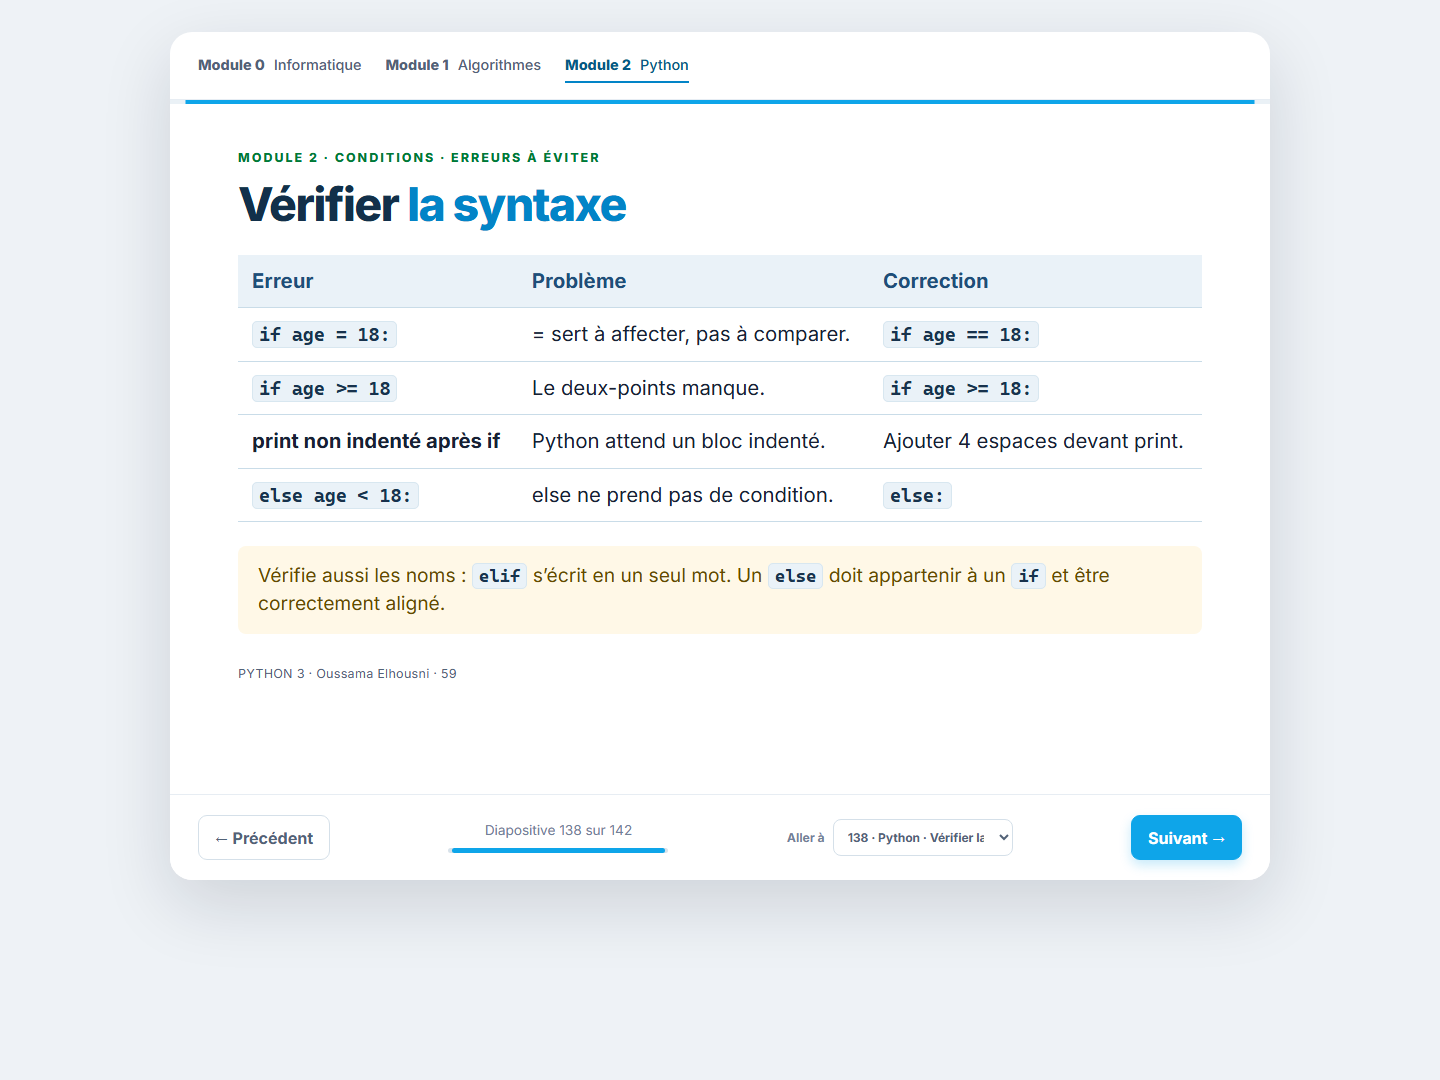 Module 0 Informatique Module 1 Algorithmes Module 2 Python
MODULE 2 · CONDITIONS · ERREURS À ÉVITER
Vérifier la syntaxe
Erreur Problème Correction
if age = 18: = sert à affecter, pas à comparer. if age == 18:
if age >= 18 Le deux-points manque. if age >= 18:
print non indenté après if Python attend un bloc indenté. Ajouter 4 espaces devant print.
else age < 18: else ne prend pas de condition. else:
Vérifie aussi les noms : elif s’écrit en un seul mot. Un else doit appartenir à un if et être
correctement aligné.
PYTHON 3 · Oussama Elhousni · 59
← Précédent Diapositive 138 sur 142 Aller à 138 · Python · Vérifier la Suivant →